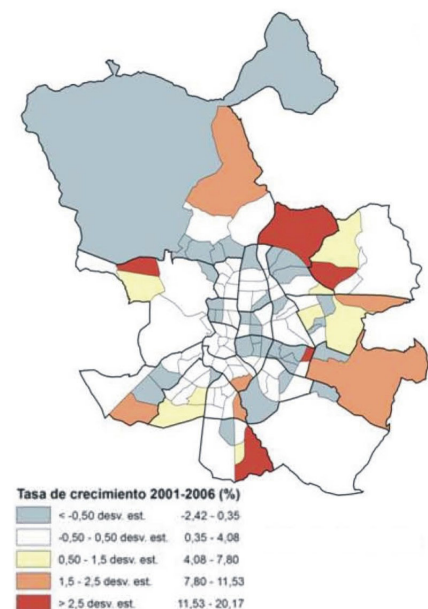 Tasa de crecimiento 2001-2006 (%)
< -0,50 desv. est. -2,42 - 0,35
-0,50 - 0,50 desv. est. 0,35 - 4,08
0,50 - 1,5 desv. est. 4,08 - 7,80
1,5 - 2,5 desv. est. 7,80 - 11,53
> 2,5 desv. est. 11,53 - 20,17